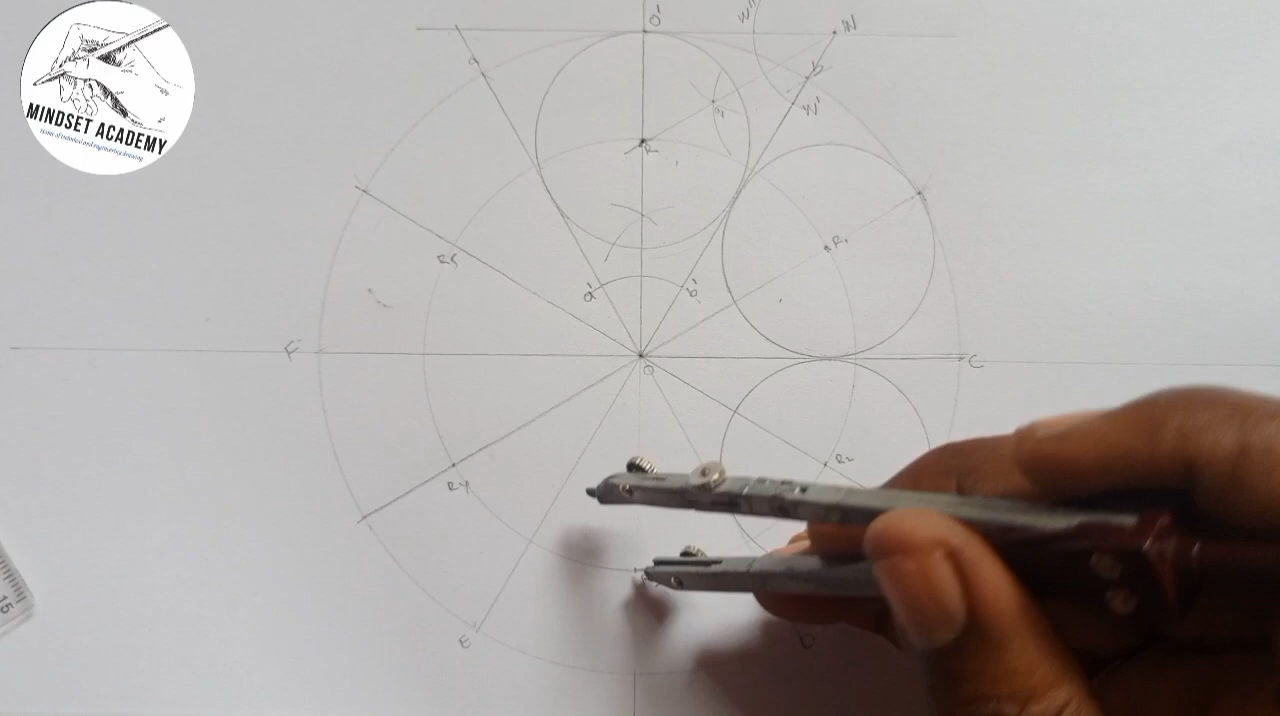 MINDSET ACADEMY
Home of technical and engineering drawing
O'
W"
N
a
b
W'
R
R1
R5
a'
b'
F
O
C
R2
R4
E
D
15